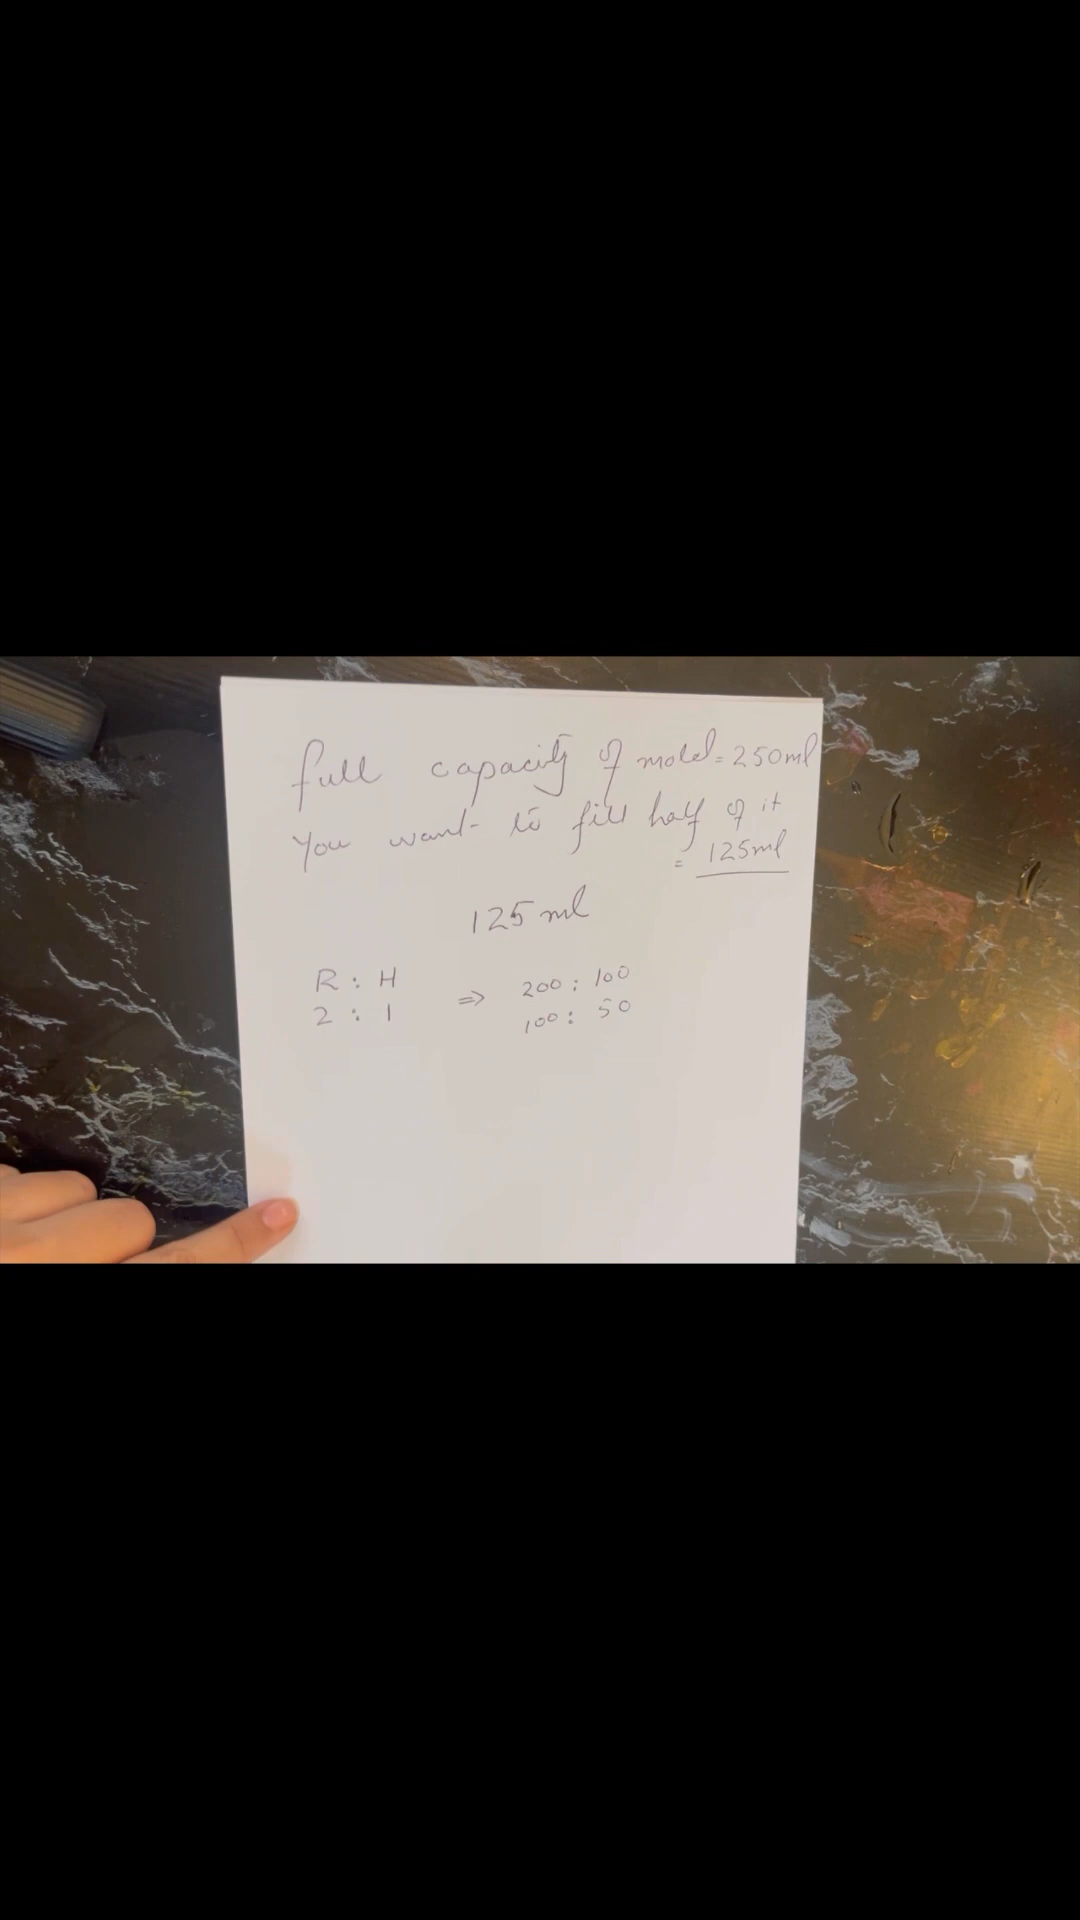 full capacity of mold = 250ml
You want to fill half of it
= 125ml
125 ml
R : H ⇒ 200 : 100
2 : 1 100 : 50